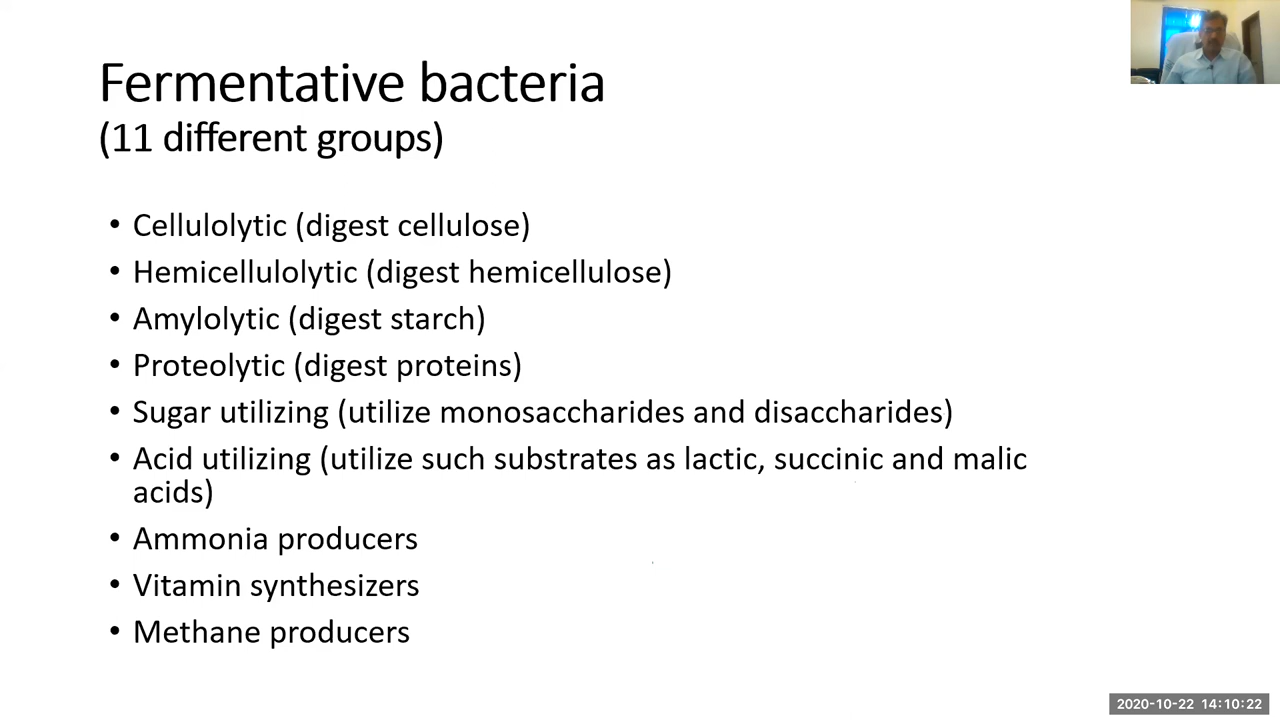 Fermentative bacteria
(11 different groups)
• Cellulolytic (digest cellulose)
• Hemicellulolytic (digest hemicellulose)
• Amylolytic (digest starch)
• Proteolytic (digest proteins)
• Sugar utilizing (utilize monosaccharides and disaccharides)
• Acid utilizing (utilize such substrates as lactic, succinic and malic
acids)
• Ammonia producers
• Vitamin synthesizers
• Methane producers
2020-10-22 14:10:22